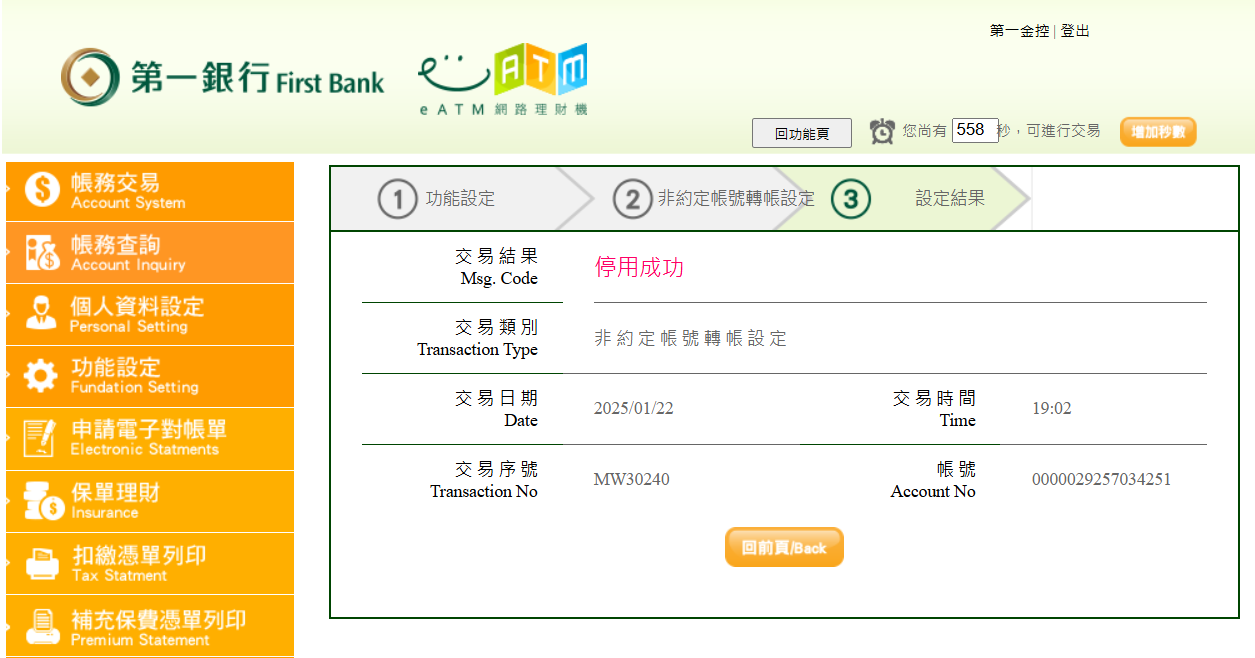 第一金控 | 登出
第一銀行 First Bank
eATM
eATM網路理財機
回功能頁
您尚有 558 秒，可進行交易
增加秒數
帳務交易
Account System
帳務查詢
Account Inquiry
個人資料設定
Personal Setting
功能設定
Fundation Setting
申請電子對帳單
Electronic Statments
保單理財
Insurance
扣繳憑單列印
Tax Statment
補充保費憑單列印
Premium Statement
1 功能設定
2 非約定帳號轉帳設定
3 設定結果
交易結果
Msg. Code
停用成功
交易類別
Transaction Type
非約定帳號轉帳設定
交易日期
Date
2025/01/22
交易時間
Time
19:02
交易序號
Transaction No
MW30240
帳號
Account No
0000029257034251
回前頁/Back